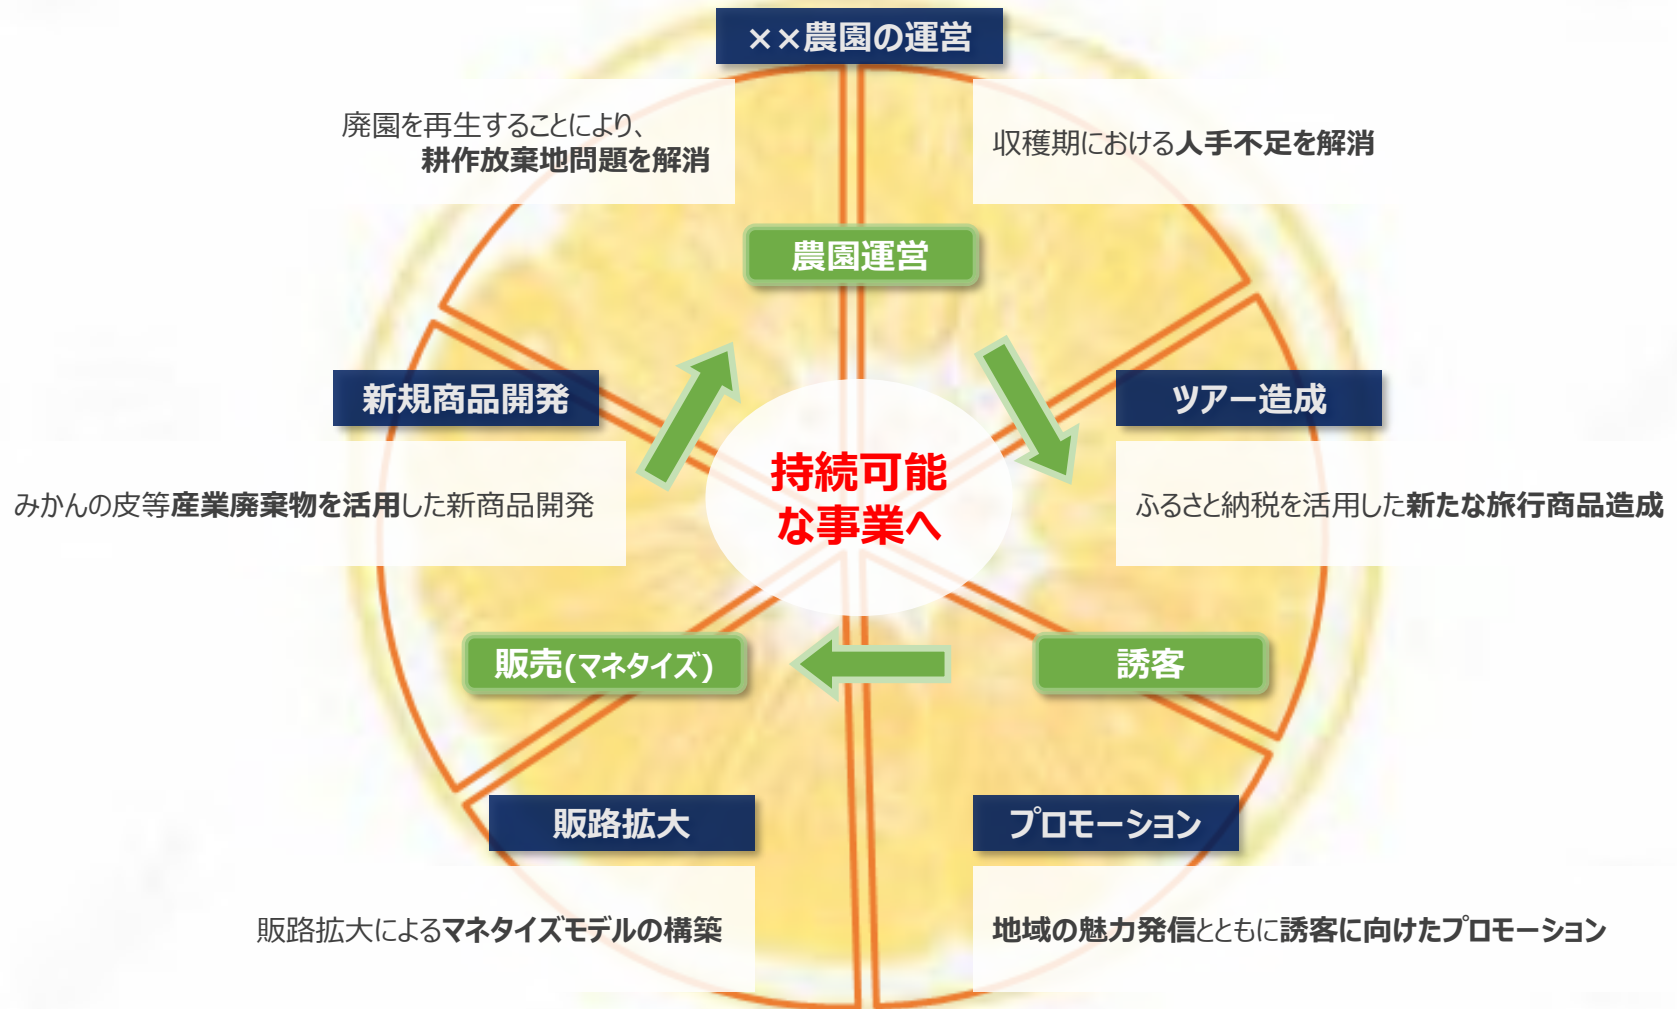 ××農園の運営
廃園を再生することにより、
耕作放棄地問題を解消
収穫期における人手不足を解消
農園運営
新規商品開発
ツアー造成
みかんの皮等産業廃棄物を活用した新商品開発
持続可能
な事業へ
ふるさと納税を活用した新たな旅行商品造成
販売(マネタイズ)
誘客
販路拡大
プロモーション
販路拡大によるマネタイズモデルの構築
地域の魅力発信とともに誘客に向けたプロモーション